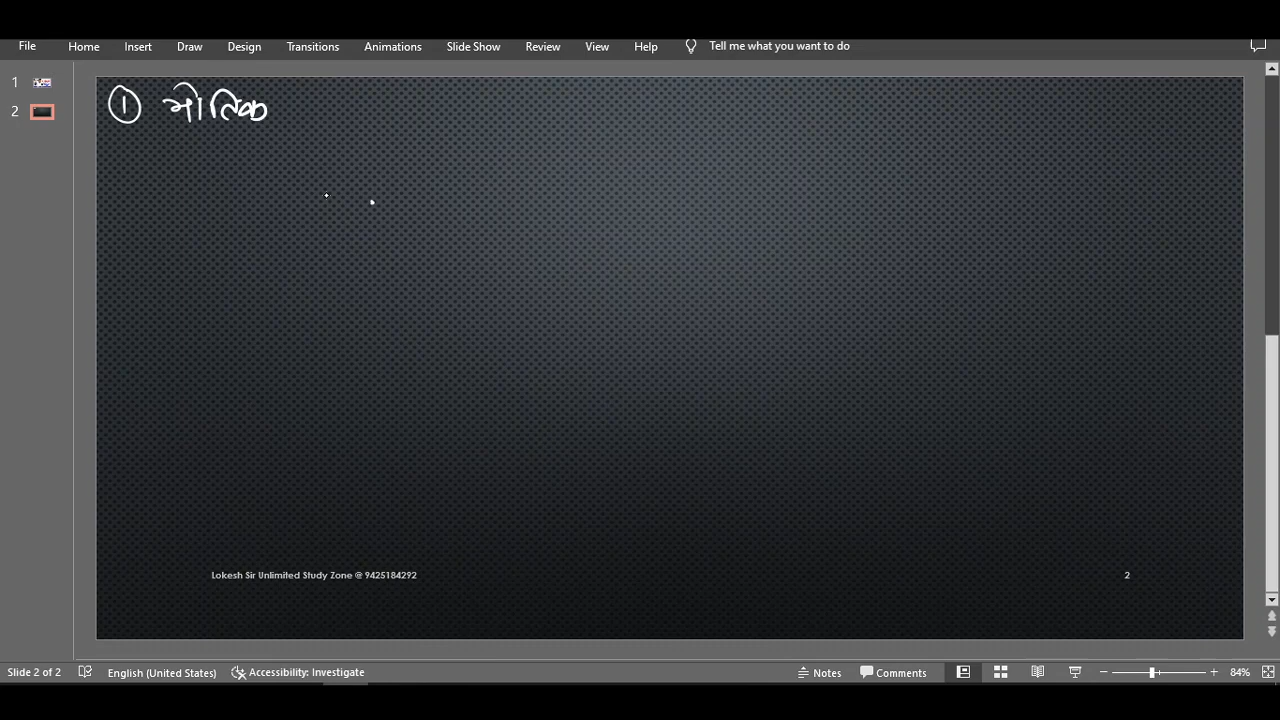 File Home Insert Draw Design Transitions Animations Slide Show Review View Help Tell me what you want to do
1
2
① भौतिक
Lokesh Sir Unlimited Study Zone @ 9425184292 2
Slide 2 of 2 English (United States) Accessibility: Investigate Notes Comments 84%